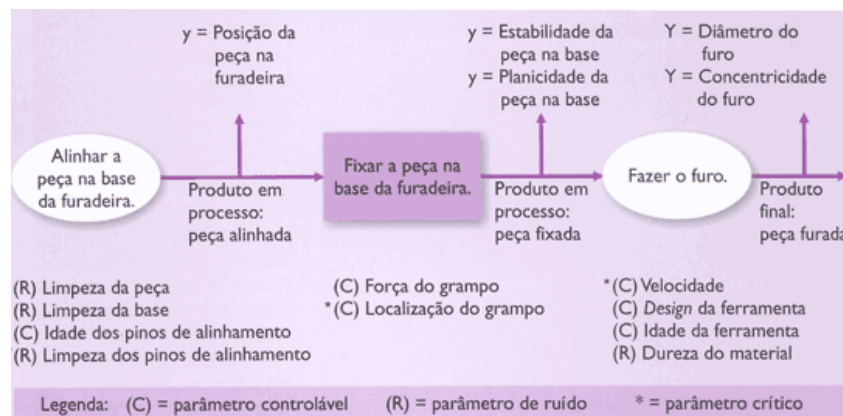 y = Posição da
peça na
furadeira
y = Estabilidade da
peça na base
y = Planicidade da
peça na base
Y = Diâmetro do
furo
Y = Concentricidade
do furo
Alinhar a
peça na base
da furadeira.
Produto em
processo:
peça alinhada
Fixar a peça na
base da furadeira.
Produto em
processo:
peça fixada
Fazer o furo.
Produto
final:
peça furada
(R) Limpeza da peça
(R) Limpeza da base
(C) Idade dos pinos de alinhamento
(R) Limpeza dos pinos de alinhamento
(C) Força do grampo
*(C) Localização do grampo
*(C) Velocidade
(C) Design da ferramenta
(C) Idade da ferramenta
(R) Dureza do material
Legenda: (C) = parâmetro controlável (R) = parâmetro de ruído * = parâmetro crítico